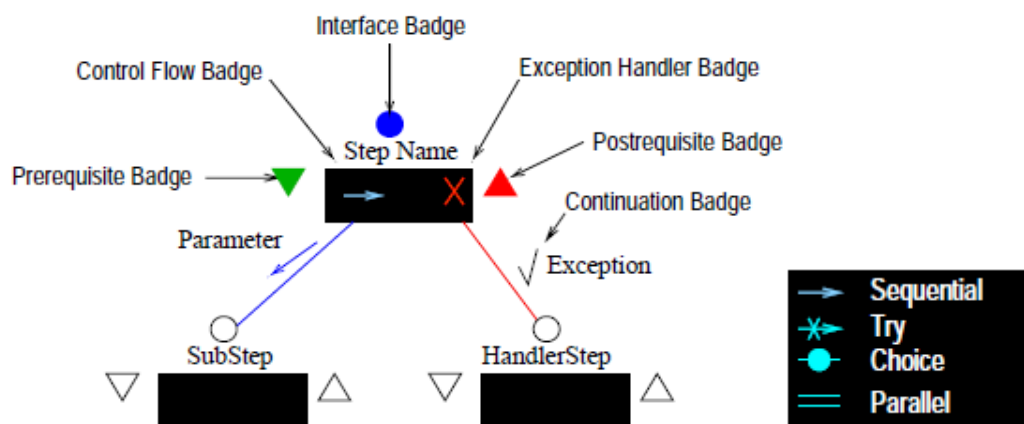 Interface Badge
Control Flow Badge
Exception Handler Badge
Step Name
Postrequisite Badge
Prerequisite Badge
X
Continuation Badge
Parameter
Exception
Sequential
Try
Choice
Parallel
SubStep
HandlerStep